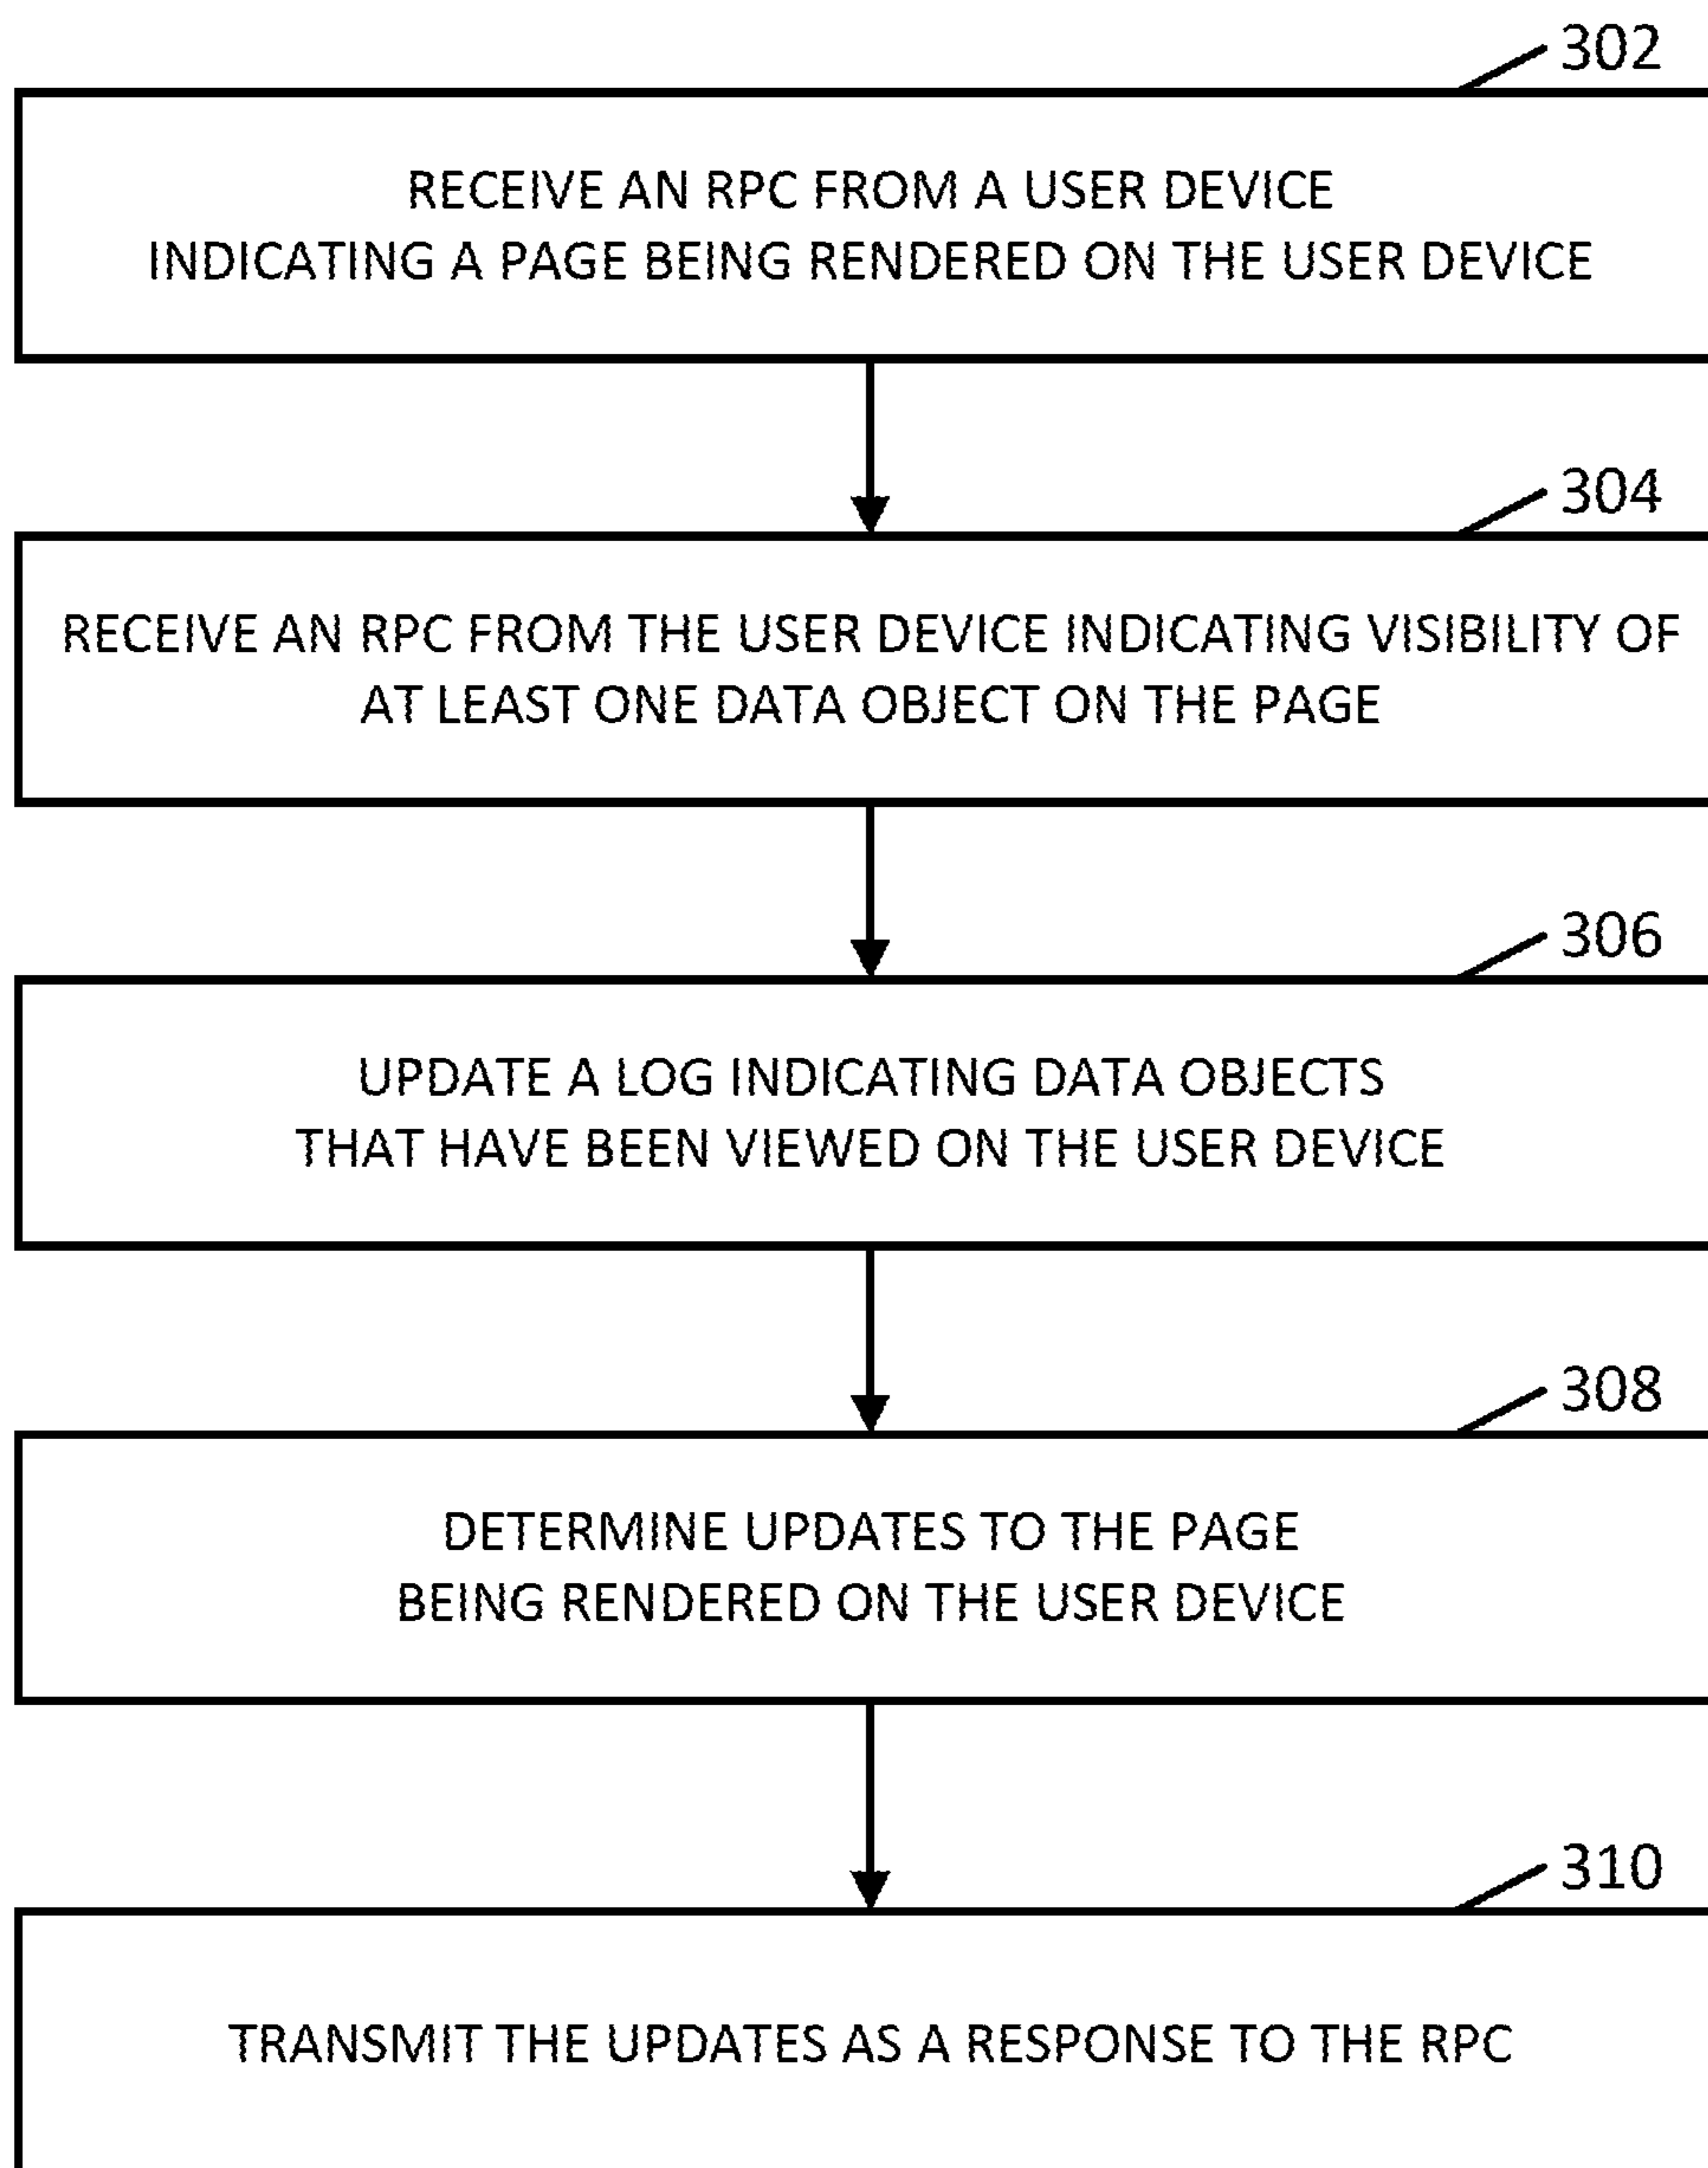 302
RECEIVE AN RPC FROM A USER DEVICE
INDICATING A PAGE BEING RENDERED ON THE USER DEVICE
304
RECEIVE AN RPC FROM THE USER DEVICE INDICATING VISIBILITY OF
AT LEAST ONE DATA OBJECT ON THE PAGE
306
UPDATE A LOG INDICATING DATA OBJECTS
THAT HAVE BEEN VIEWED ON THE USER DEVICE
308
DETERMINE UPDATES TO THE PAGE
BEING RENDERED ON THE USER DEVICE
310
TRANSMIT THE UPDATES AS A RESPONSE TO THE RPC